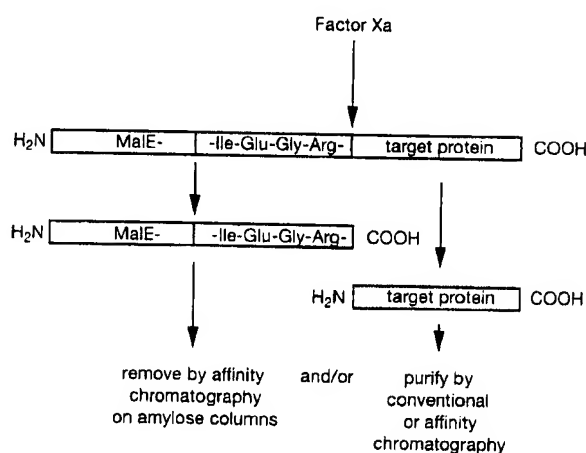 Factor Xa
H₂N MalE- -Ile-Glu-Gly-Arg- target protein COOH
H₂N MalE- -Ile-Glu-Gly-Arg- COOH
H₂N target protein COOH
remove by affinity
chromatography
on amylose columns
and/or
purify by
conventional
or affinity
chromatography